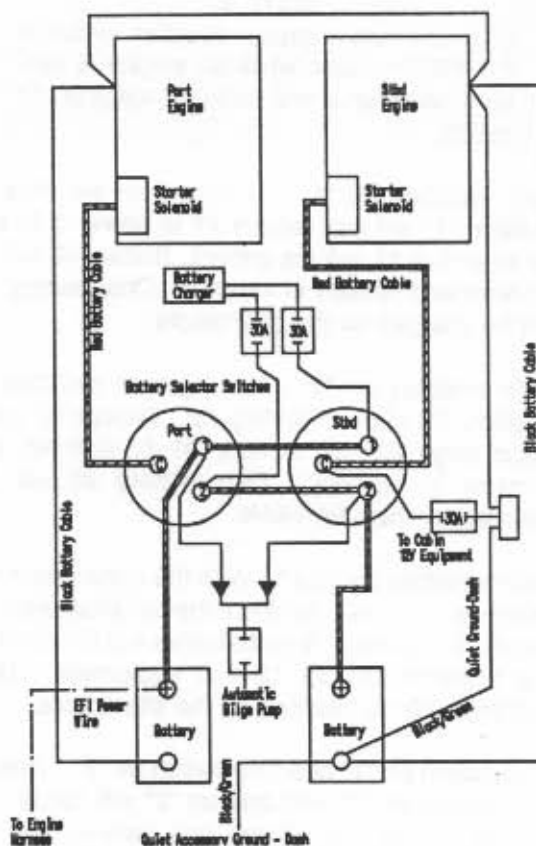 Port
Engine
Stbd
Engine
Starter
Solenoid
Starter
Solenoid
Red Battery Cable
Battery
Charger
Red Battery Cable
30A
30A
Black Battery Cable
Battery Selector Switches
Port
Stbd
1
1
C
C
2
2
Black Battery Cable
(30A)
To Cabin
12V Equipment
Quiet Ground-Dash
EFI Power
Wire
Battery
Automatic
Bilge Pump
Battery
Black/Green
Black/Green
To Engine
Harness
Quiet Accessory Ground - Dash